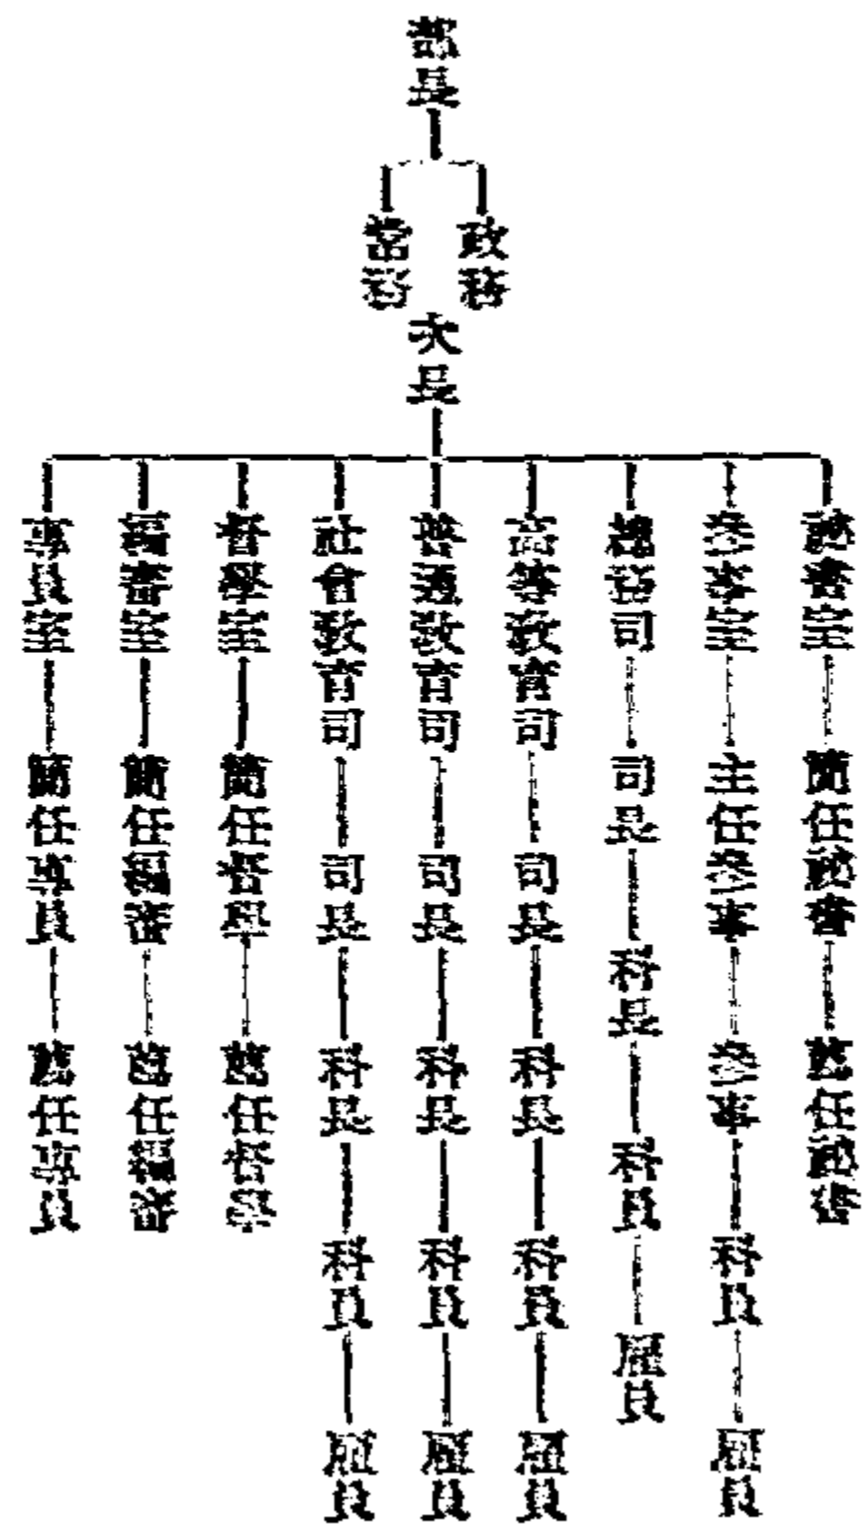 部長
政務
常務
次長
祕書室
簡任祕書
薦任祕書
參事室
主任參事
參事
科員
雇員
總務司
司長
科長
科員
雇員
高等教育司
司長
科長
科員
雇員
普通教育司
司長
科長
科員
雇員
社會教育司
司長
科長
科員
雇員
督學室
簡任督學
薦任督學
編審室
簡任編審
薦任編審
專員室
簡任專員
薦任專員